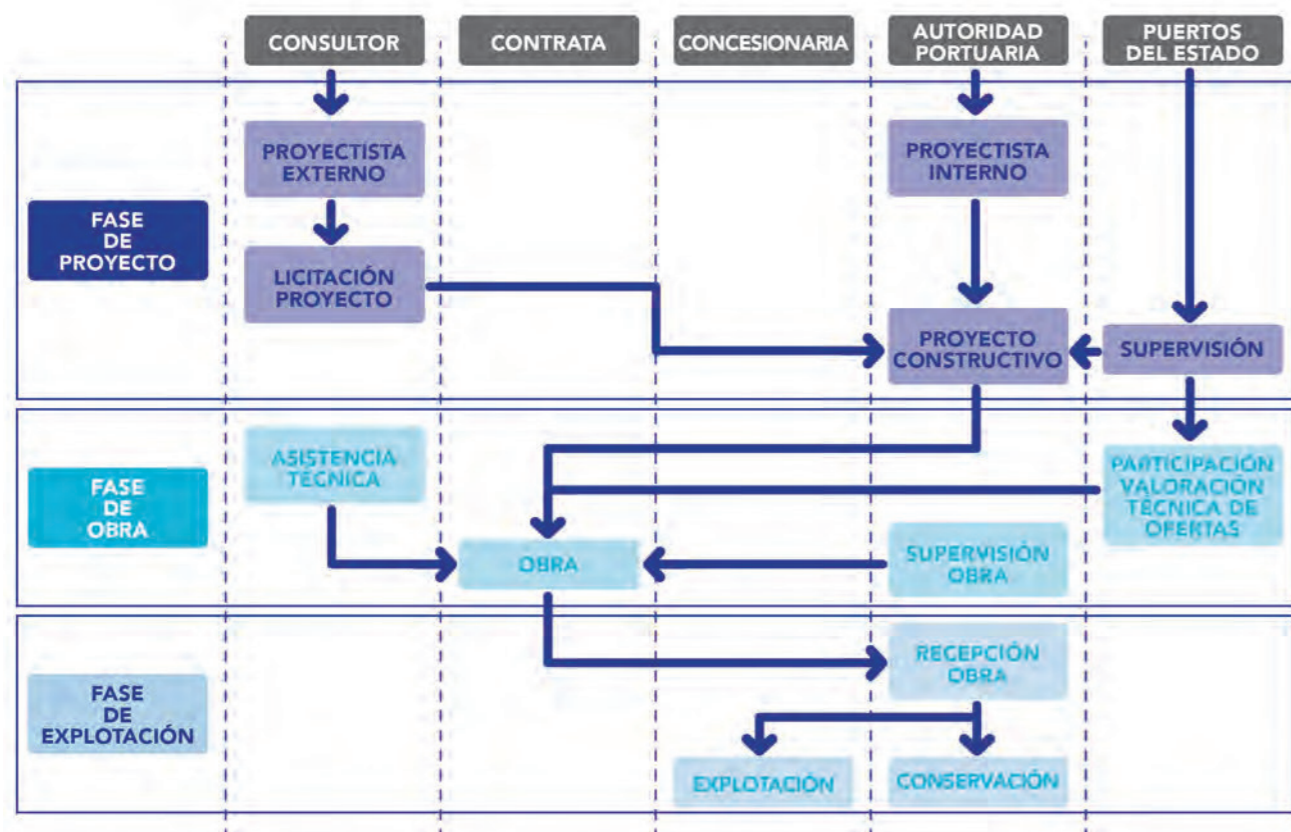 CONSULTOR
CONTRATA
CONCESIONARIA
AUTORIDAD
PORTUARIA
PUERTOS
DEL ESTADO
FASE
DE
PROYECTO
PROYECTISTA
EXTERNO
PROYECTISTA
INTERNO
LICITACIÓN
PROYECTO
PROYECTO
CONSTRUCTIVO
SUPERVISIÓN
FASE
DE
OBRA
ASISTENCIA
TÉCNICA
PARTICIPACIÓN
VALORACIÓN
TÉCNICA DE
OFERTAS
OBRA
SUPERVISIÓN
OBRA
FASE
DE
EXPLOTACIÓN
RECEPCIÓN
OBRA
EXPLOTACIÓN
CONSERVACIÓN